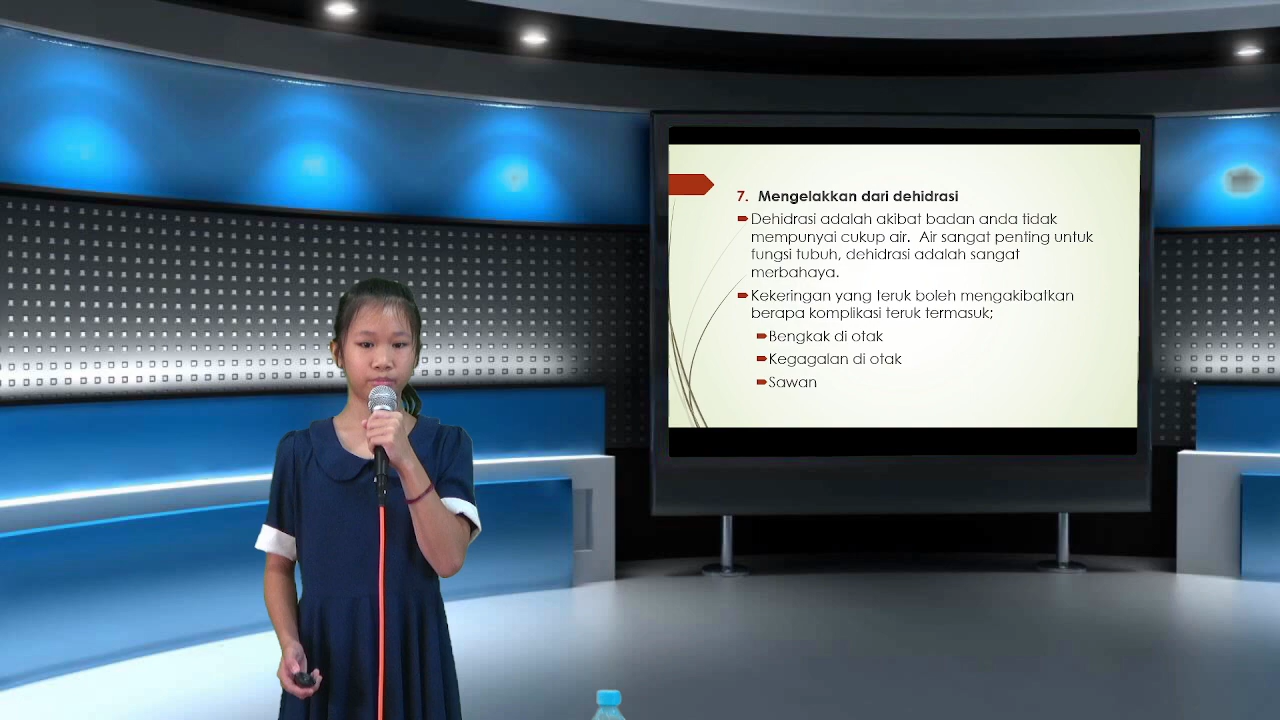 7. Mengelakkan dari dehidrasi
Dehidrasi adalah akibat badan anda tidak
mempunyai cukup air. Air sangat penting untuk
fungsi tubuh, dehidrasi adalah sangat
merbahaya.
Kekeringan yang teruk boleh mengakibatkan
berapa komplikasi teruk termasuk;
Bengkak di otak
Kegagalan di otak
Sawan